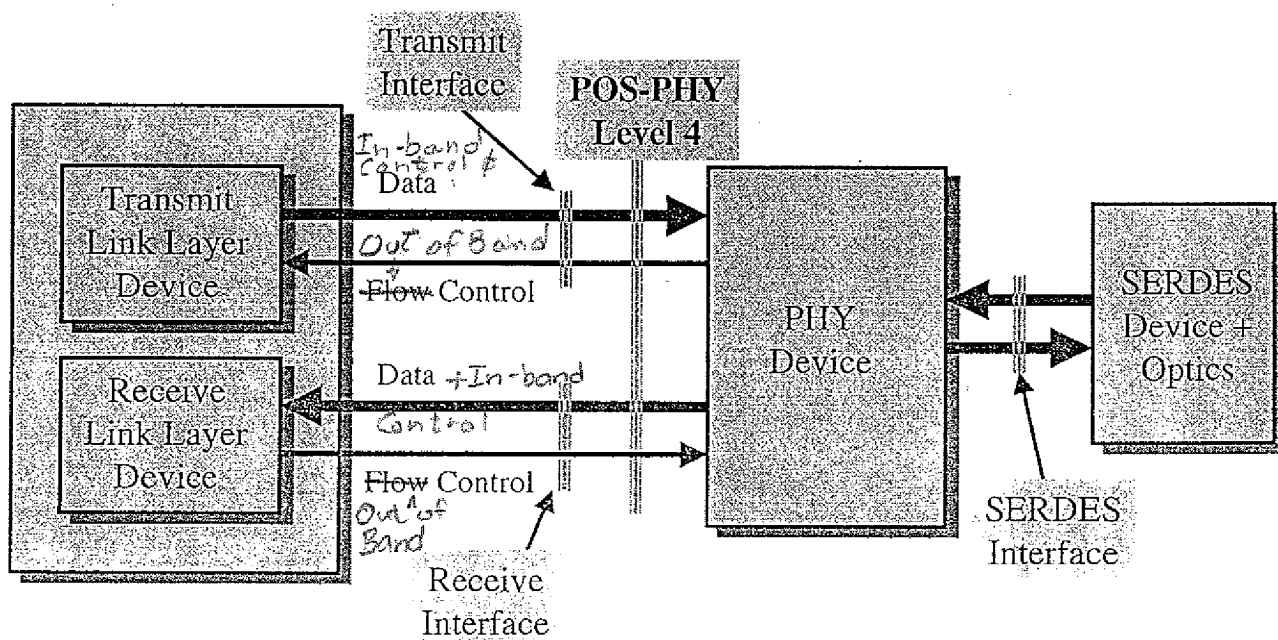 Transmit
Interface
POS-PHY
Level 4
In-band
Control &
Data
Transmit
Link Layer
Device
Out of Band
Flow Control
PHY
Device
SERDES
Device +
Optics
Receive
Link Layer
Device
Data + In-band
Control
Flow Control
Out of
Band
Receive
Interface
SERDES
Interface